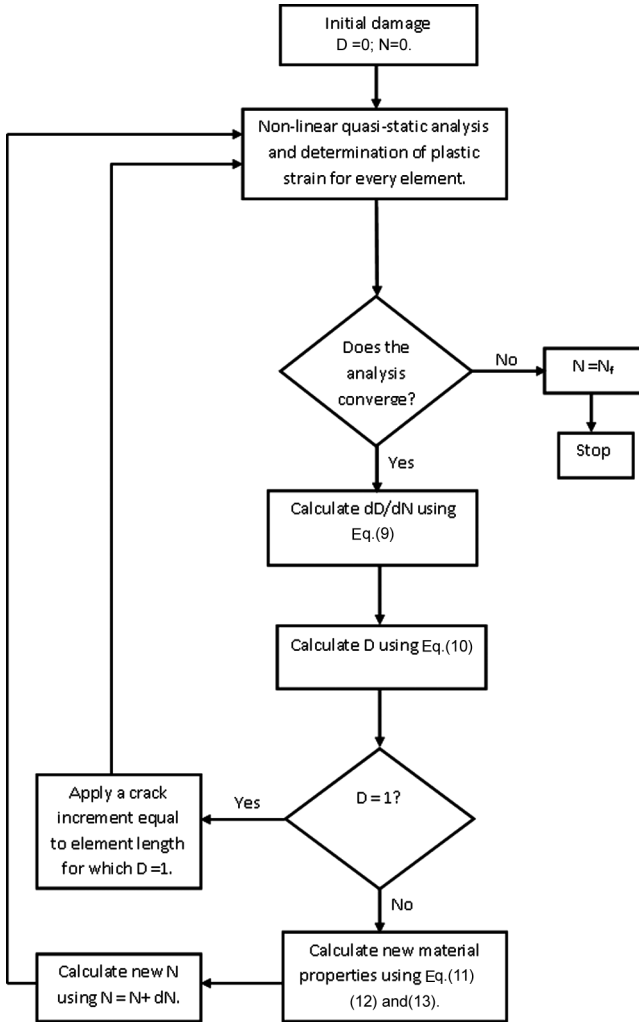 Initial damage
D =0; N=0.
Non-linear quasi-static analysis
and determination of plastic
strain for every element.
Does the
analysis
converge?
No
N =Nf
Stop
Yes
Calculate dD/dN using
Eq.(9)
Calculate D using Eq.(10)
D = 1?
Yes
Apply a crack
increment equal
to element length
for which D =1.
No
Calculate new material
properties using Eq.(11)
(12) and(13).
Calculate new N
using N = N+ dN.